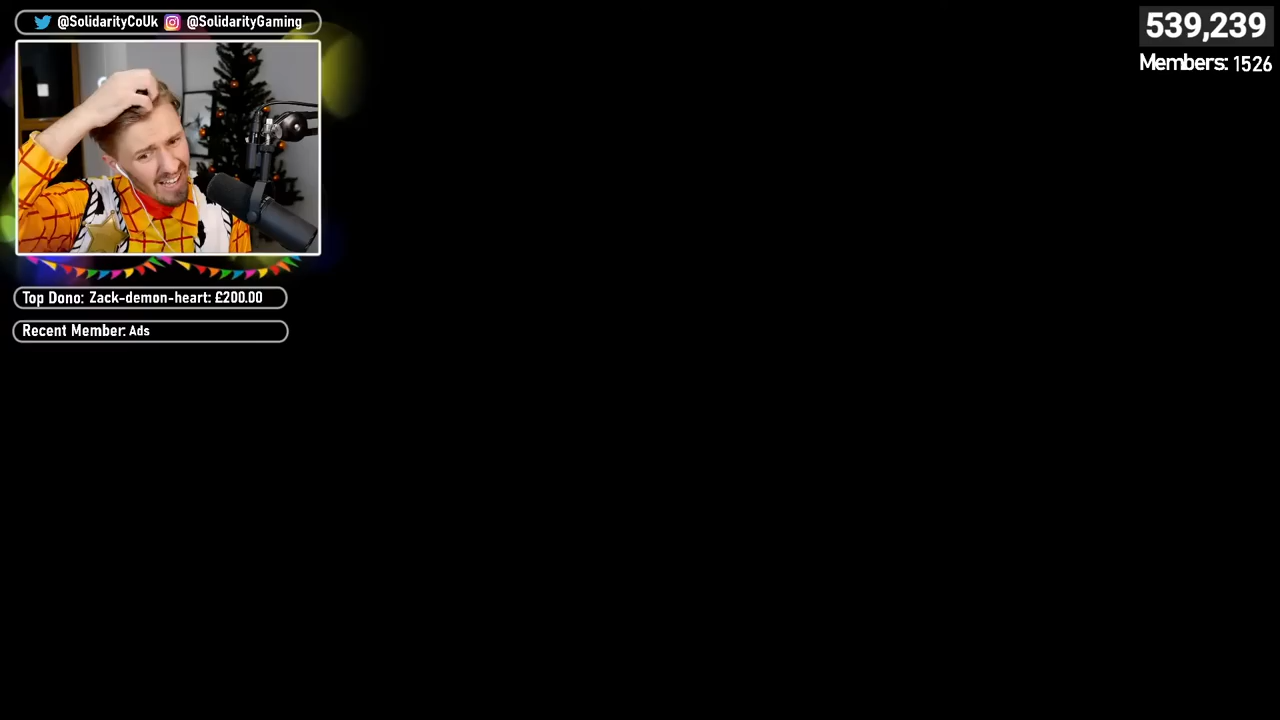 @SolidarityCoUk @SolidarityGaming
539,239
Members: 1526
Top Dono: Zack-demon-heart: £200.00
Recent Member: Ads